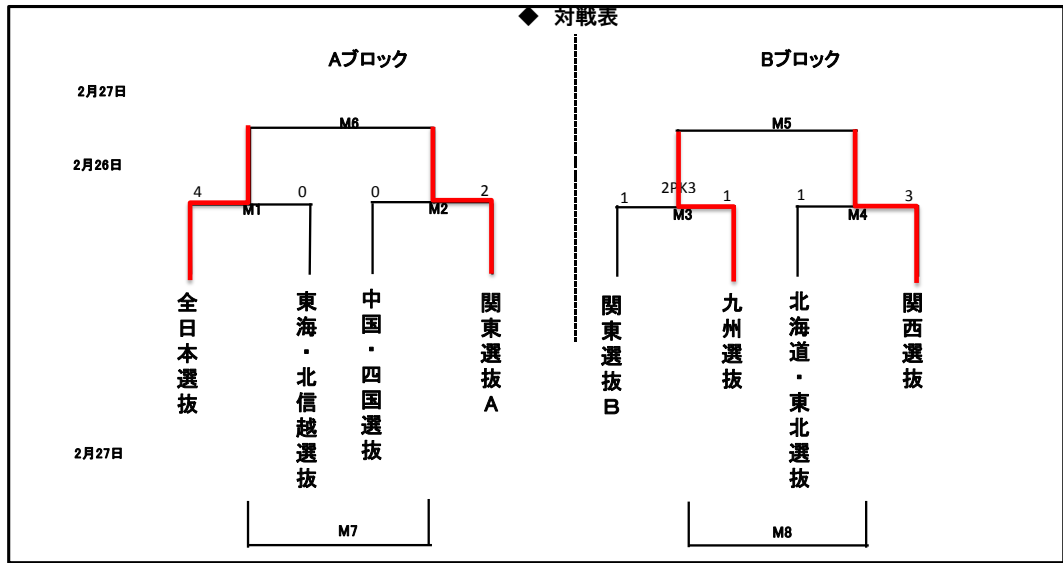 ◆ 対戦表
Aブロック
Bブロック
2月27日
M6
M5
2月26日
4
0
0
2
1
2PK3
1
1
3
M1
M2
M3
M4
全日本選抜
東海・北信越選抜
中国・四国選抜
関東選抜A
関東選抜B
九州選抜
北海道・東北選抜
関西選抜
2月27日
M7
M8